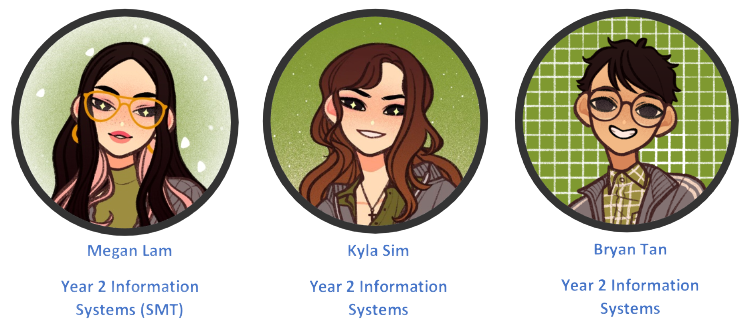 Megan Lam
Year 2 Information
Systems (SMT)
Kyla Sim
Year 2 Information
Systems
Bryan Tan
Year 2 Information
Systems